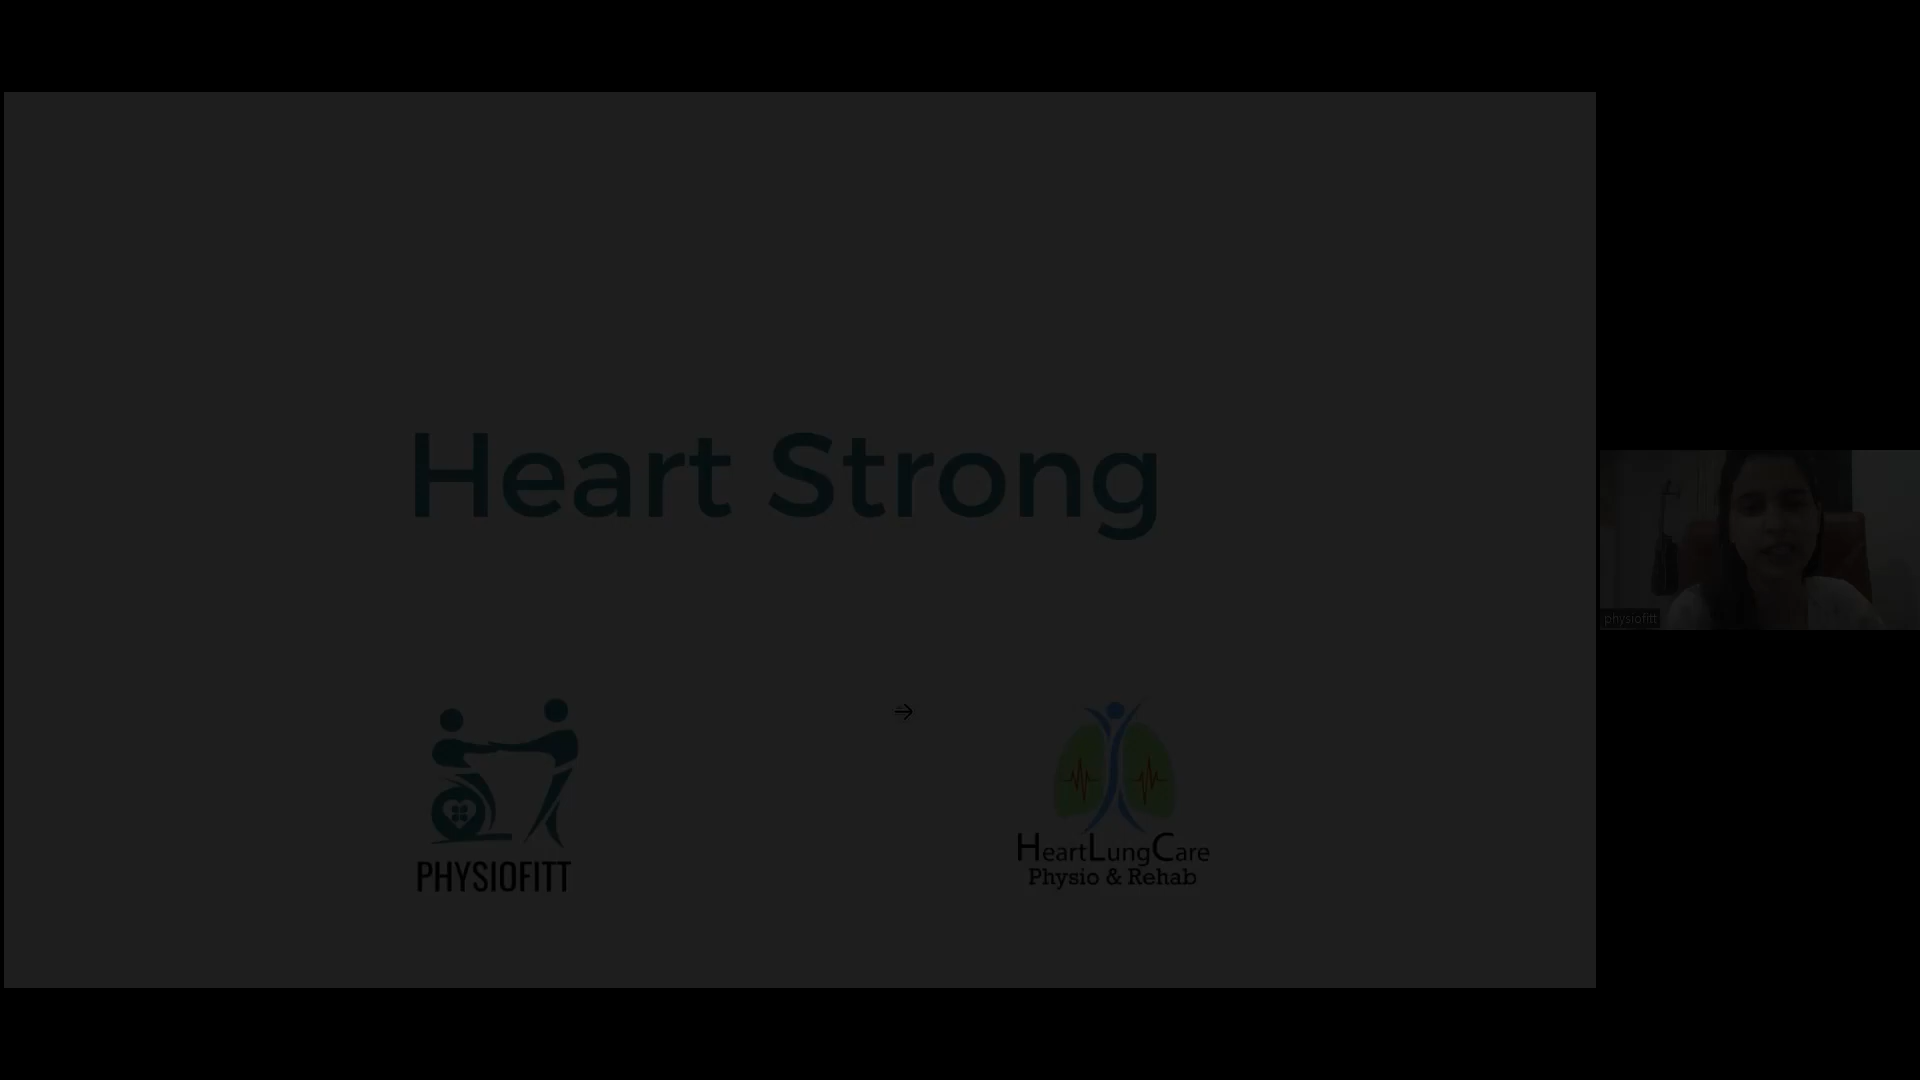 Heart Strong
physiofitt
PHYSIOFITT
HeartLungCare
Physio & Rehab